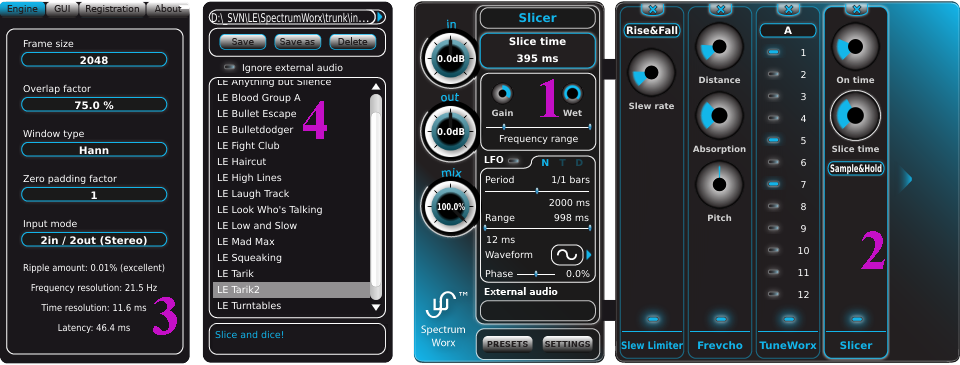 Engine GUI Registration About
Frame size
2048
Overlap factor
75.0 %
Window type
Hann
Zero padding factor
1
Input mode
2in / 2out (Stereo)
Ripple amount: 0.01% (excellent)
Frequency resolution: 21.5 Hz
Time resolution: 11.6 ms
Latency: 46.4 ms
3
D:\_SVN\LE\SpectrumWorx\trunk\in...
Save Save as Delete
Ignore external audio
LE Anything but Silence
LE Blood Group A
LE Bullet Escape
LE Bulletdodger
LE Fight Club
LE Haircut
LE High Lines
LE Laugh Track
LE Look Who's Talking
LE Low and Slow
LE Mad Max
LE Squeaking
LE Tarik
LE Tarik2
LE Turntables
4
Slice and dice!
in
0.0dB
out
0.0dB
mix
100.0%
™
Spectrum
Worx
Slicer
Slice time
395 ms
Gain 1 Wet
Frequency range
LFO N T D
Period 1/1 bars
2000 ms
Range 998 ms
12 ms
Waveform
Phase 0.0%
External audio
PRESETS SETTINGS
Rise&Fall
Slew rate
Slew Limiter
Distance
Absorption
Pitch
Frevcho
A
1
2
3
4
5
6
7
8
9
10
11
12
TuneWorx
On time
Slice time
Sample&Hold
2
Slicer